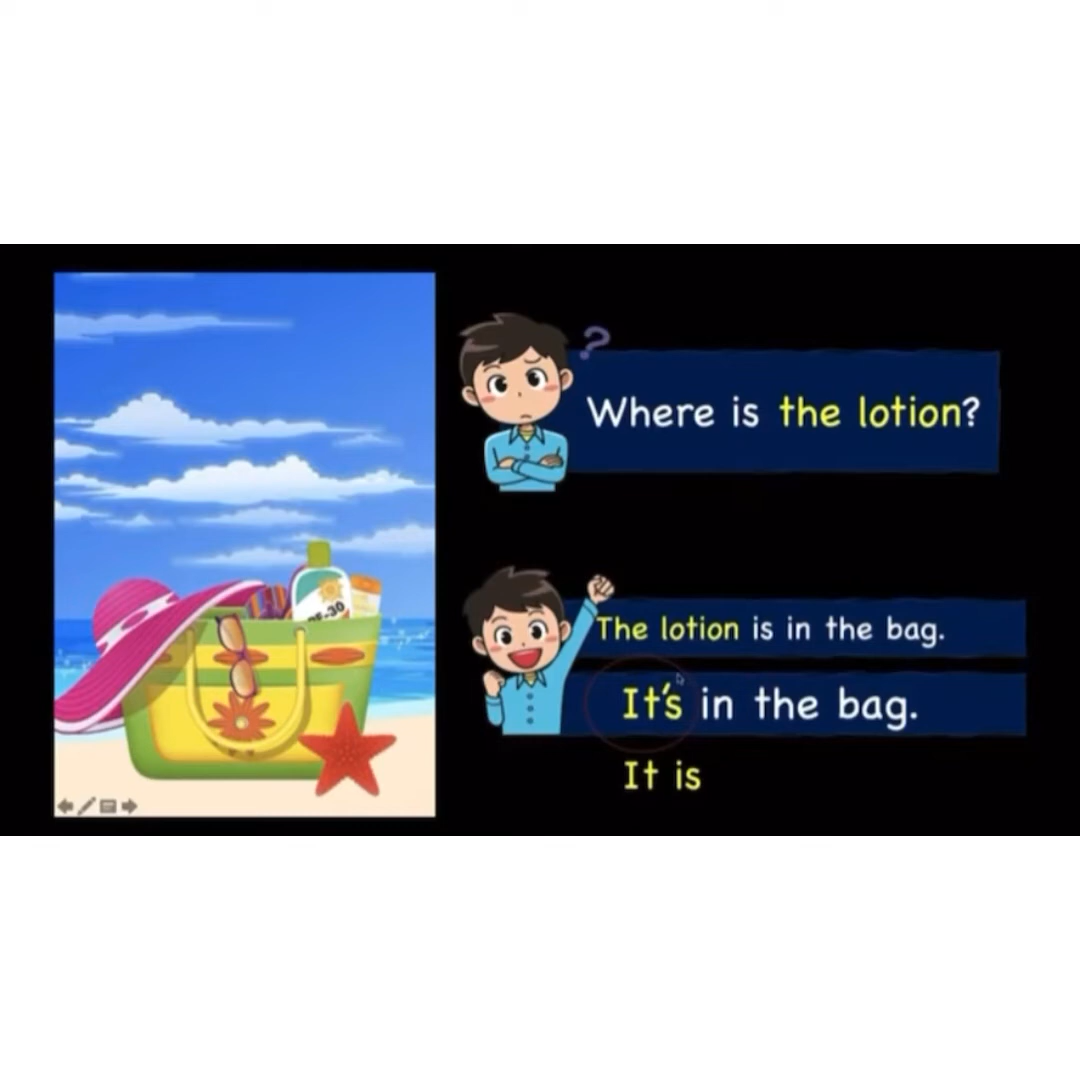 Where is the lotion?
The lotion is in the bag.
It's in the bag.
It is